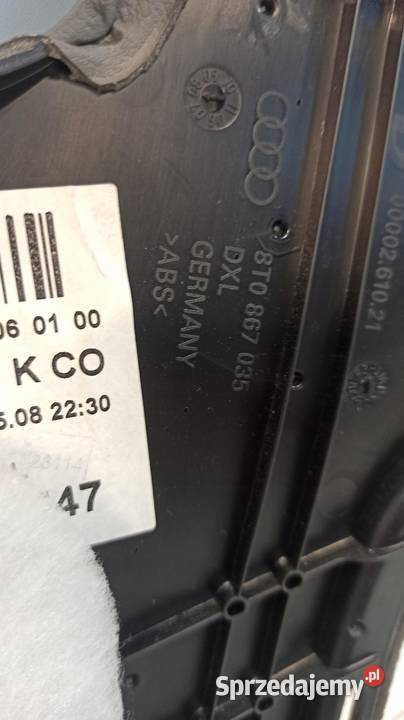 06 01 00
K CO
5.08 22:30
23114
47
8T0 867 035
DXL
GERMANY
>ABS<
00002.610.21
Sprzedajemy.pl